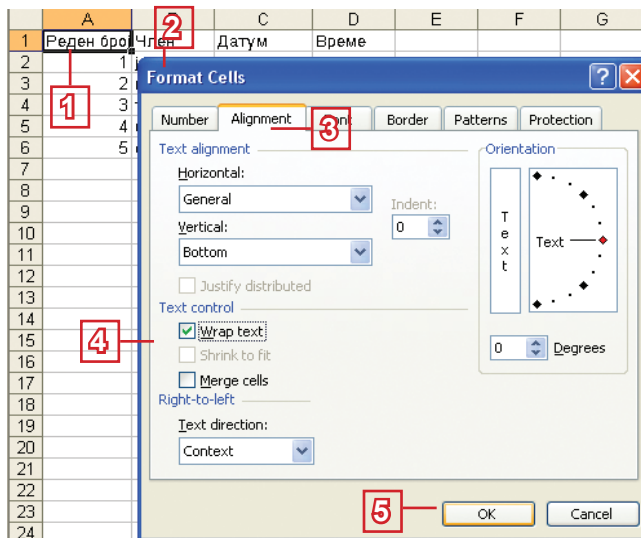 A C D E F G
1 Реден број Член Датум Време
2 1
3 2
4 3
5 4
6 5
7
8
9
10
11
12
13
14
15
16
17
18
19
20
21
22
23
24
1
2
3
4
5
Format Cells
Number Alignment Font Border Patterns Protection
Text alignment
Horizontal:
General
Indent:
Vertical:
0
Bottom
Justify distributed
Text control
Wrap text
Shrink to fit
Merge cells
Right-to-left
Text direction:
Context
Orientation
Text
Text
0 Degrees
OK Cancel